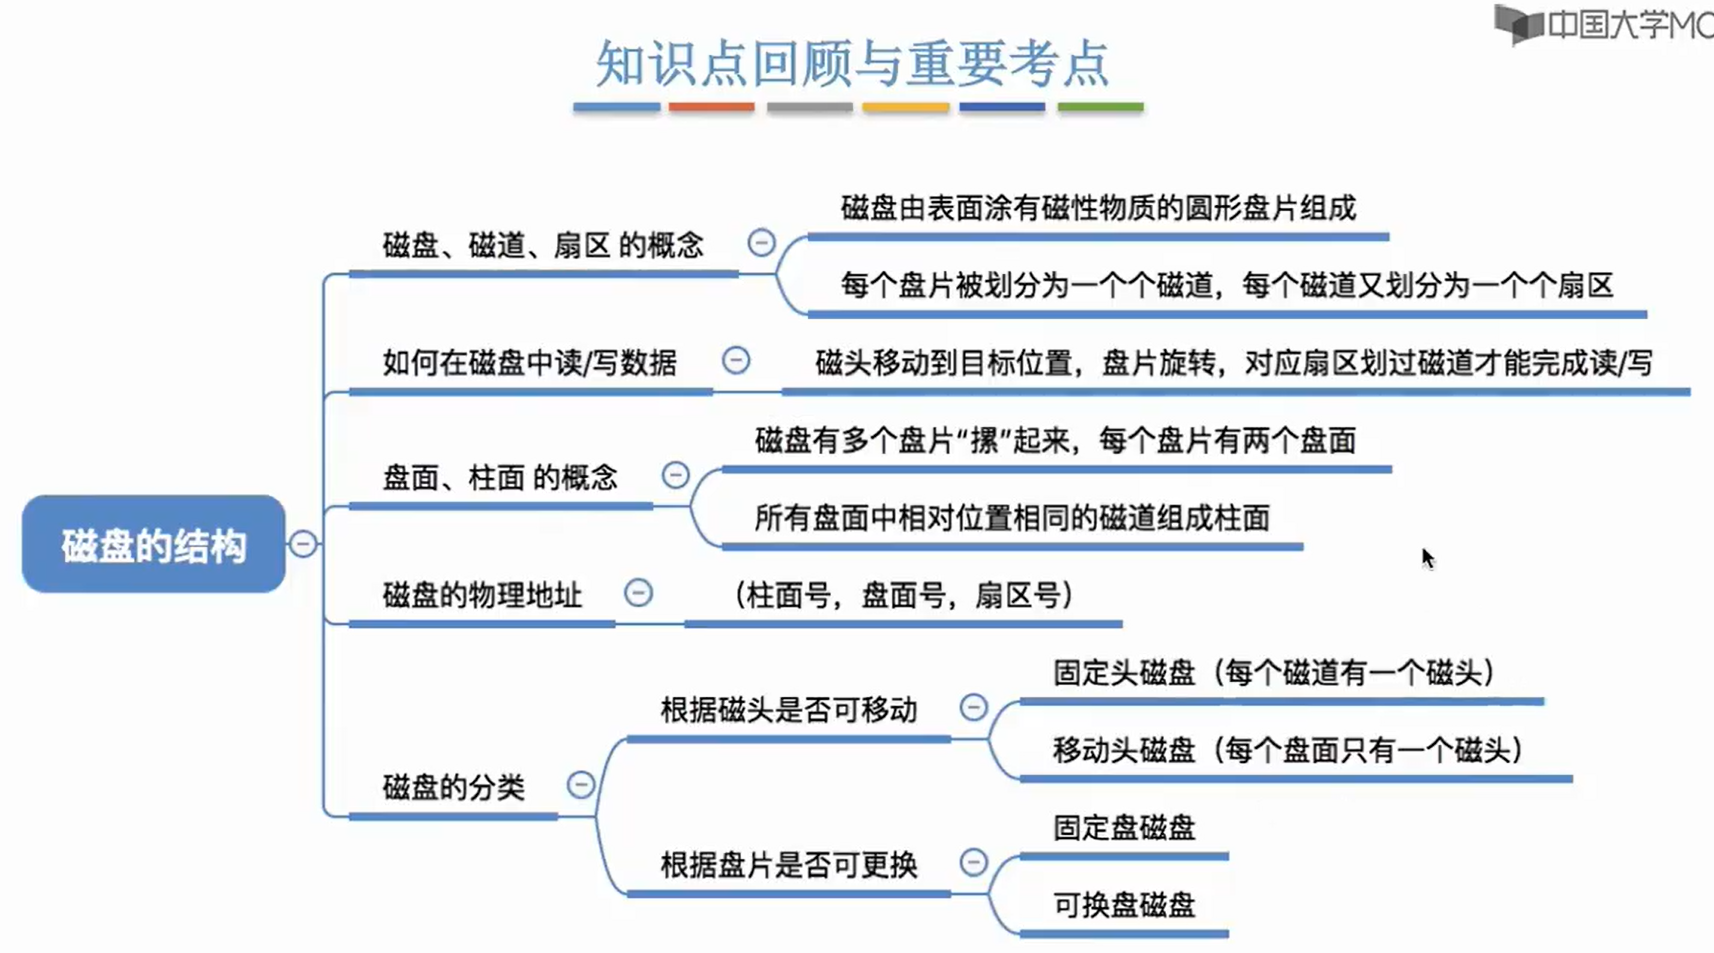 中国大学MO
知识点回顾与重要考点
磁盘的结构
磁盘、磁道、扇区 的概念
磁盘由表面涂有磁性物质的圆形盘片组成
每个盘片被划分为一个个磁道，每个磁道又划分为一个个扇区
如何在磁盘中读/写数据
磁头移动到目标位置，盘片旋转，对应扇区划过磁道才能完成读/写
盘面、柱面 的概念
磁盘有多个盘片“摞”起来，每个盘片有两个盘面
所有盘面中相对位置相同的磁道组成柱面
磁盘的物理地址
（柱面号，盘面号，扇区号）
磁盘的分类
根据磁头是否可移动
固定头磁盘（每个磁道有一个磁头）
移动头磁盘（每个盘面只有一个磁头）
根据盘片是否可更换
固定盘磁盘
可换盘磁盘